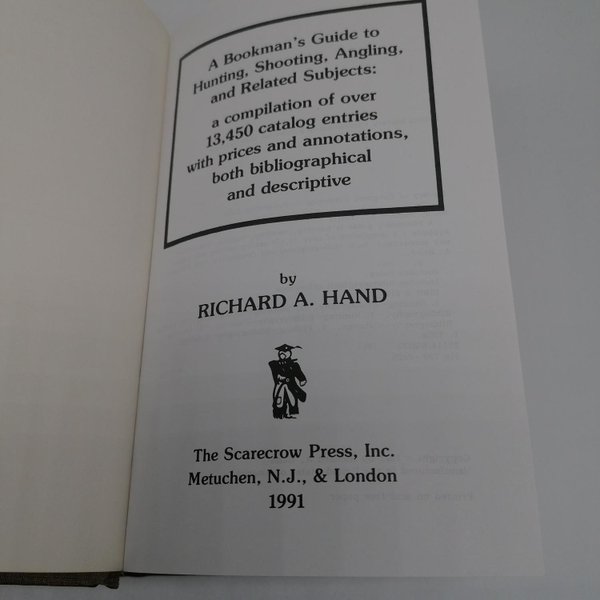 A Bookman's Guide to
Hunting, Shooting, Angling,
and Related Subjects:
a compilation of over
13,450 catalog entries
with prices and annotations,
both bibliographical
and descriptive
by
RICHARD A. HAND
The Scarecrow Press, Inc.
Metuchen, N.J., & London
1991